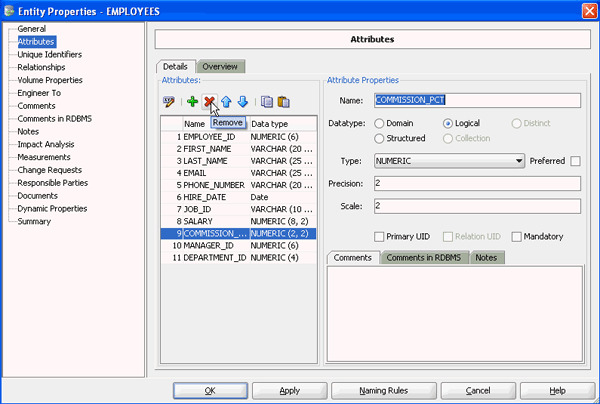 Entity Properties - EMPLOYEES
General
Attributes
Unique Identifiers
Relationships
Volume Properties
Engineer To
Comments
Comments in RDBMS
Notes
Impact Analysis
Measurements
Change Requests
Responsible Parties
Documents
Dynamic Properties
Summary
Attributes
Details Overview
Attributes:
Remove
Name Data type
1 EMPLOYEE_ID NUMERIC (6)
2 FIRST_NAME VARCHAR (20 ...
3 LAST_NAME VARCHAR (25 ...
4 EMAIL VARCHAR (25 ...
5 PHONE_NUMBER VARCHAR (20 ...
6 HIRE_DATE Date
7 JOB_ID VARCHAR (10 ...
8 SALARY NUMERIC (8, 2)
9 COMMISSION_... NUMERIC (2, 2)
10 MANAGER_ID NUMERIC (6)
11 DEPARTMENT_ID NUMERIC (4)
Attribute Properties
Name: COMMISSION_PCT
Datatype: Domain Logical Distinct
Structured Collection
Type: NUMERIC Preferred
Precision: 2
Scale: 2
Primary UID Relation UID Mandatory
Comments Comments in RDBMS Notes
OK Apply Naming Rules Cancel Help